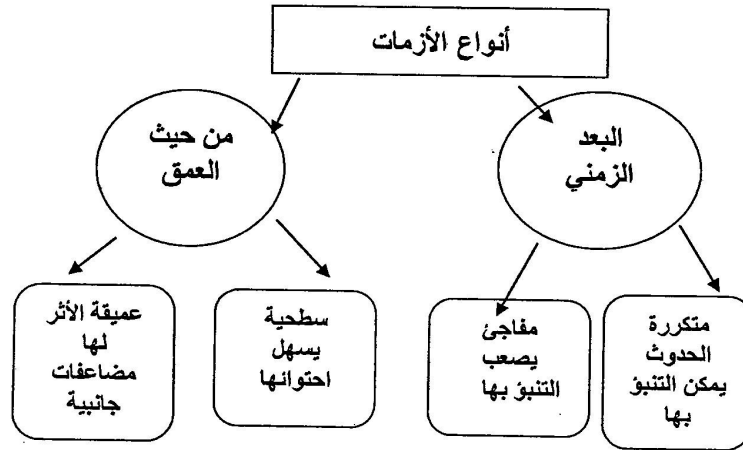 أنواع الأزمات
البعد
الزمني
من حيث
العمق
متكررة
الحدوث
يمكن التنبؤ
بها
مفاجئ
يصعب
التنبؤ بها
سطحية
يسهل
احتوائها
عميقة الأثر
لها
مضاعفات
جانبية